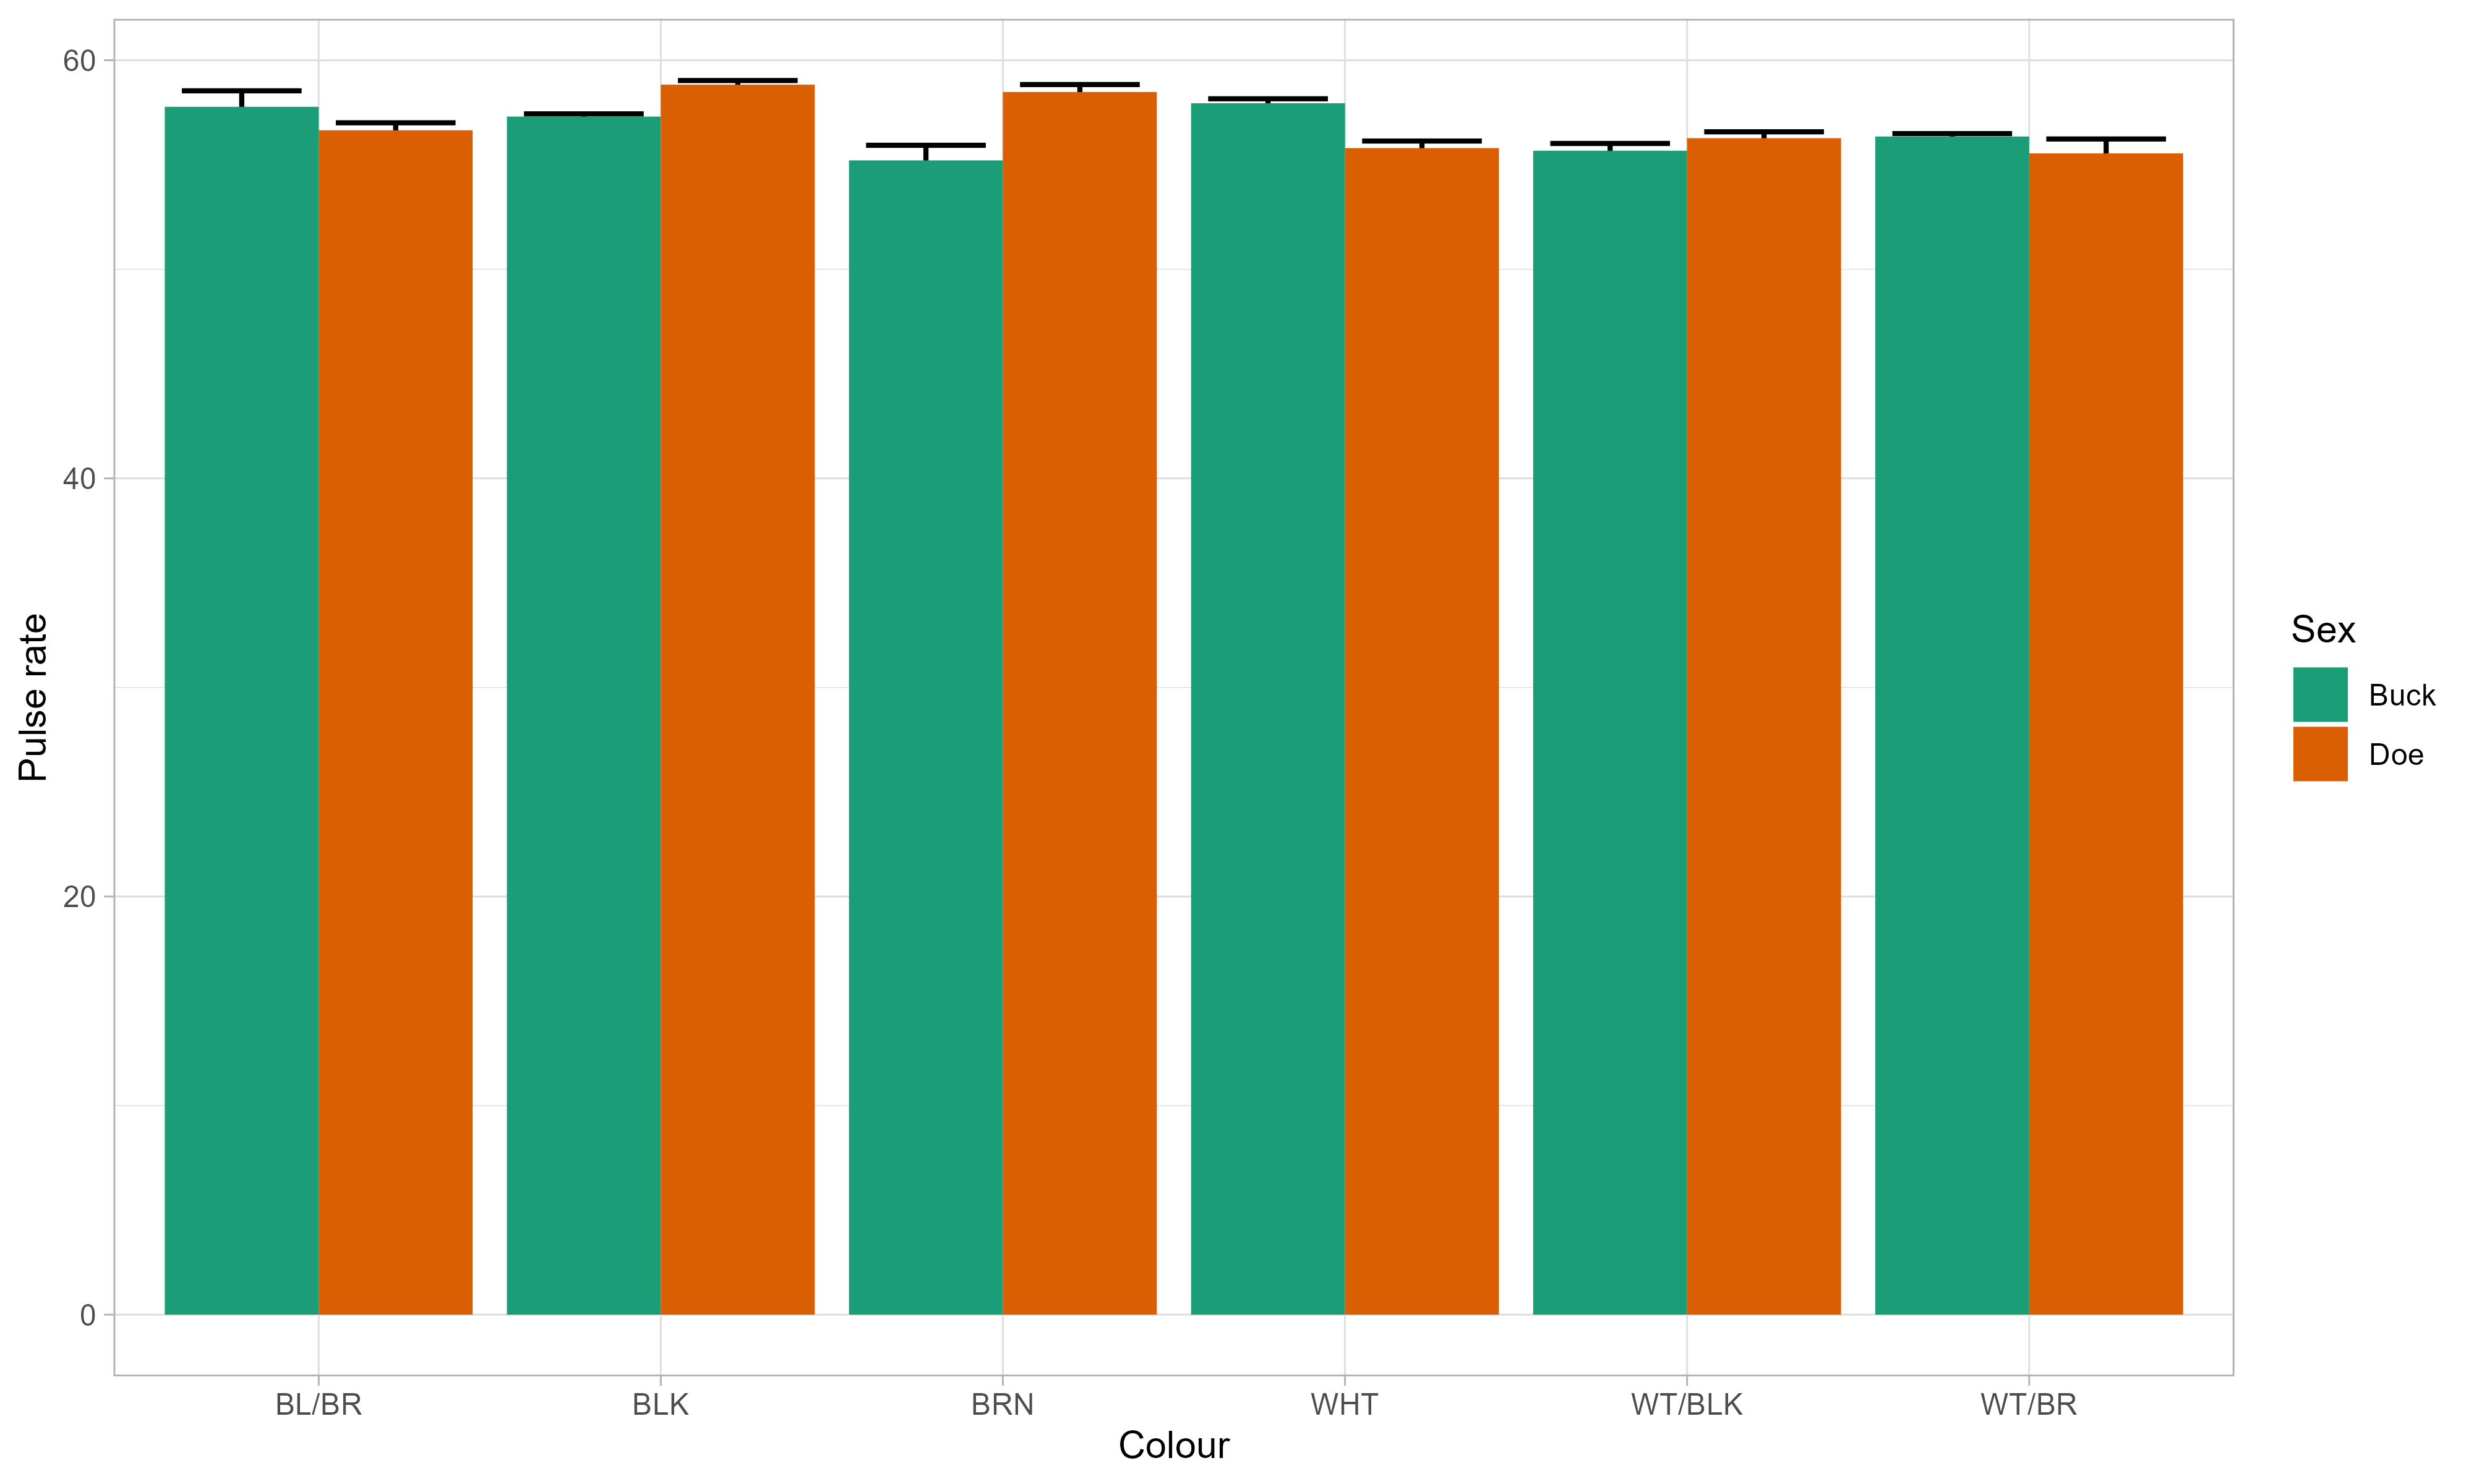 60
40
20
0
Pulse rate
BL/BR BLK BRN WHT WT/BLK WT/BR
Colour
Sex
Buck
Doe